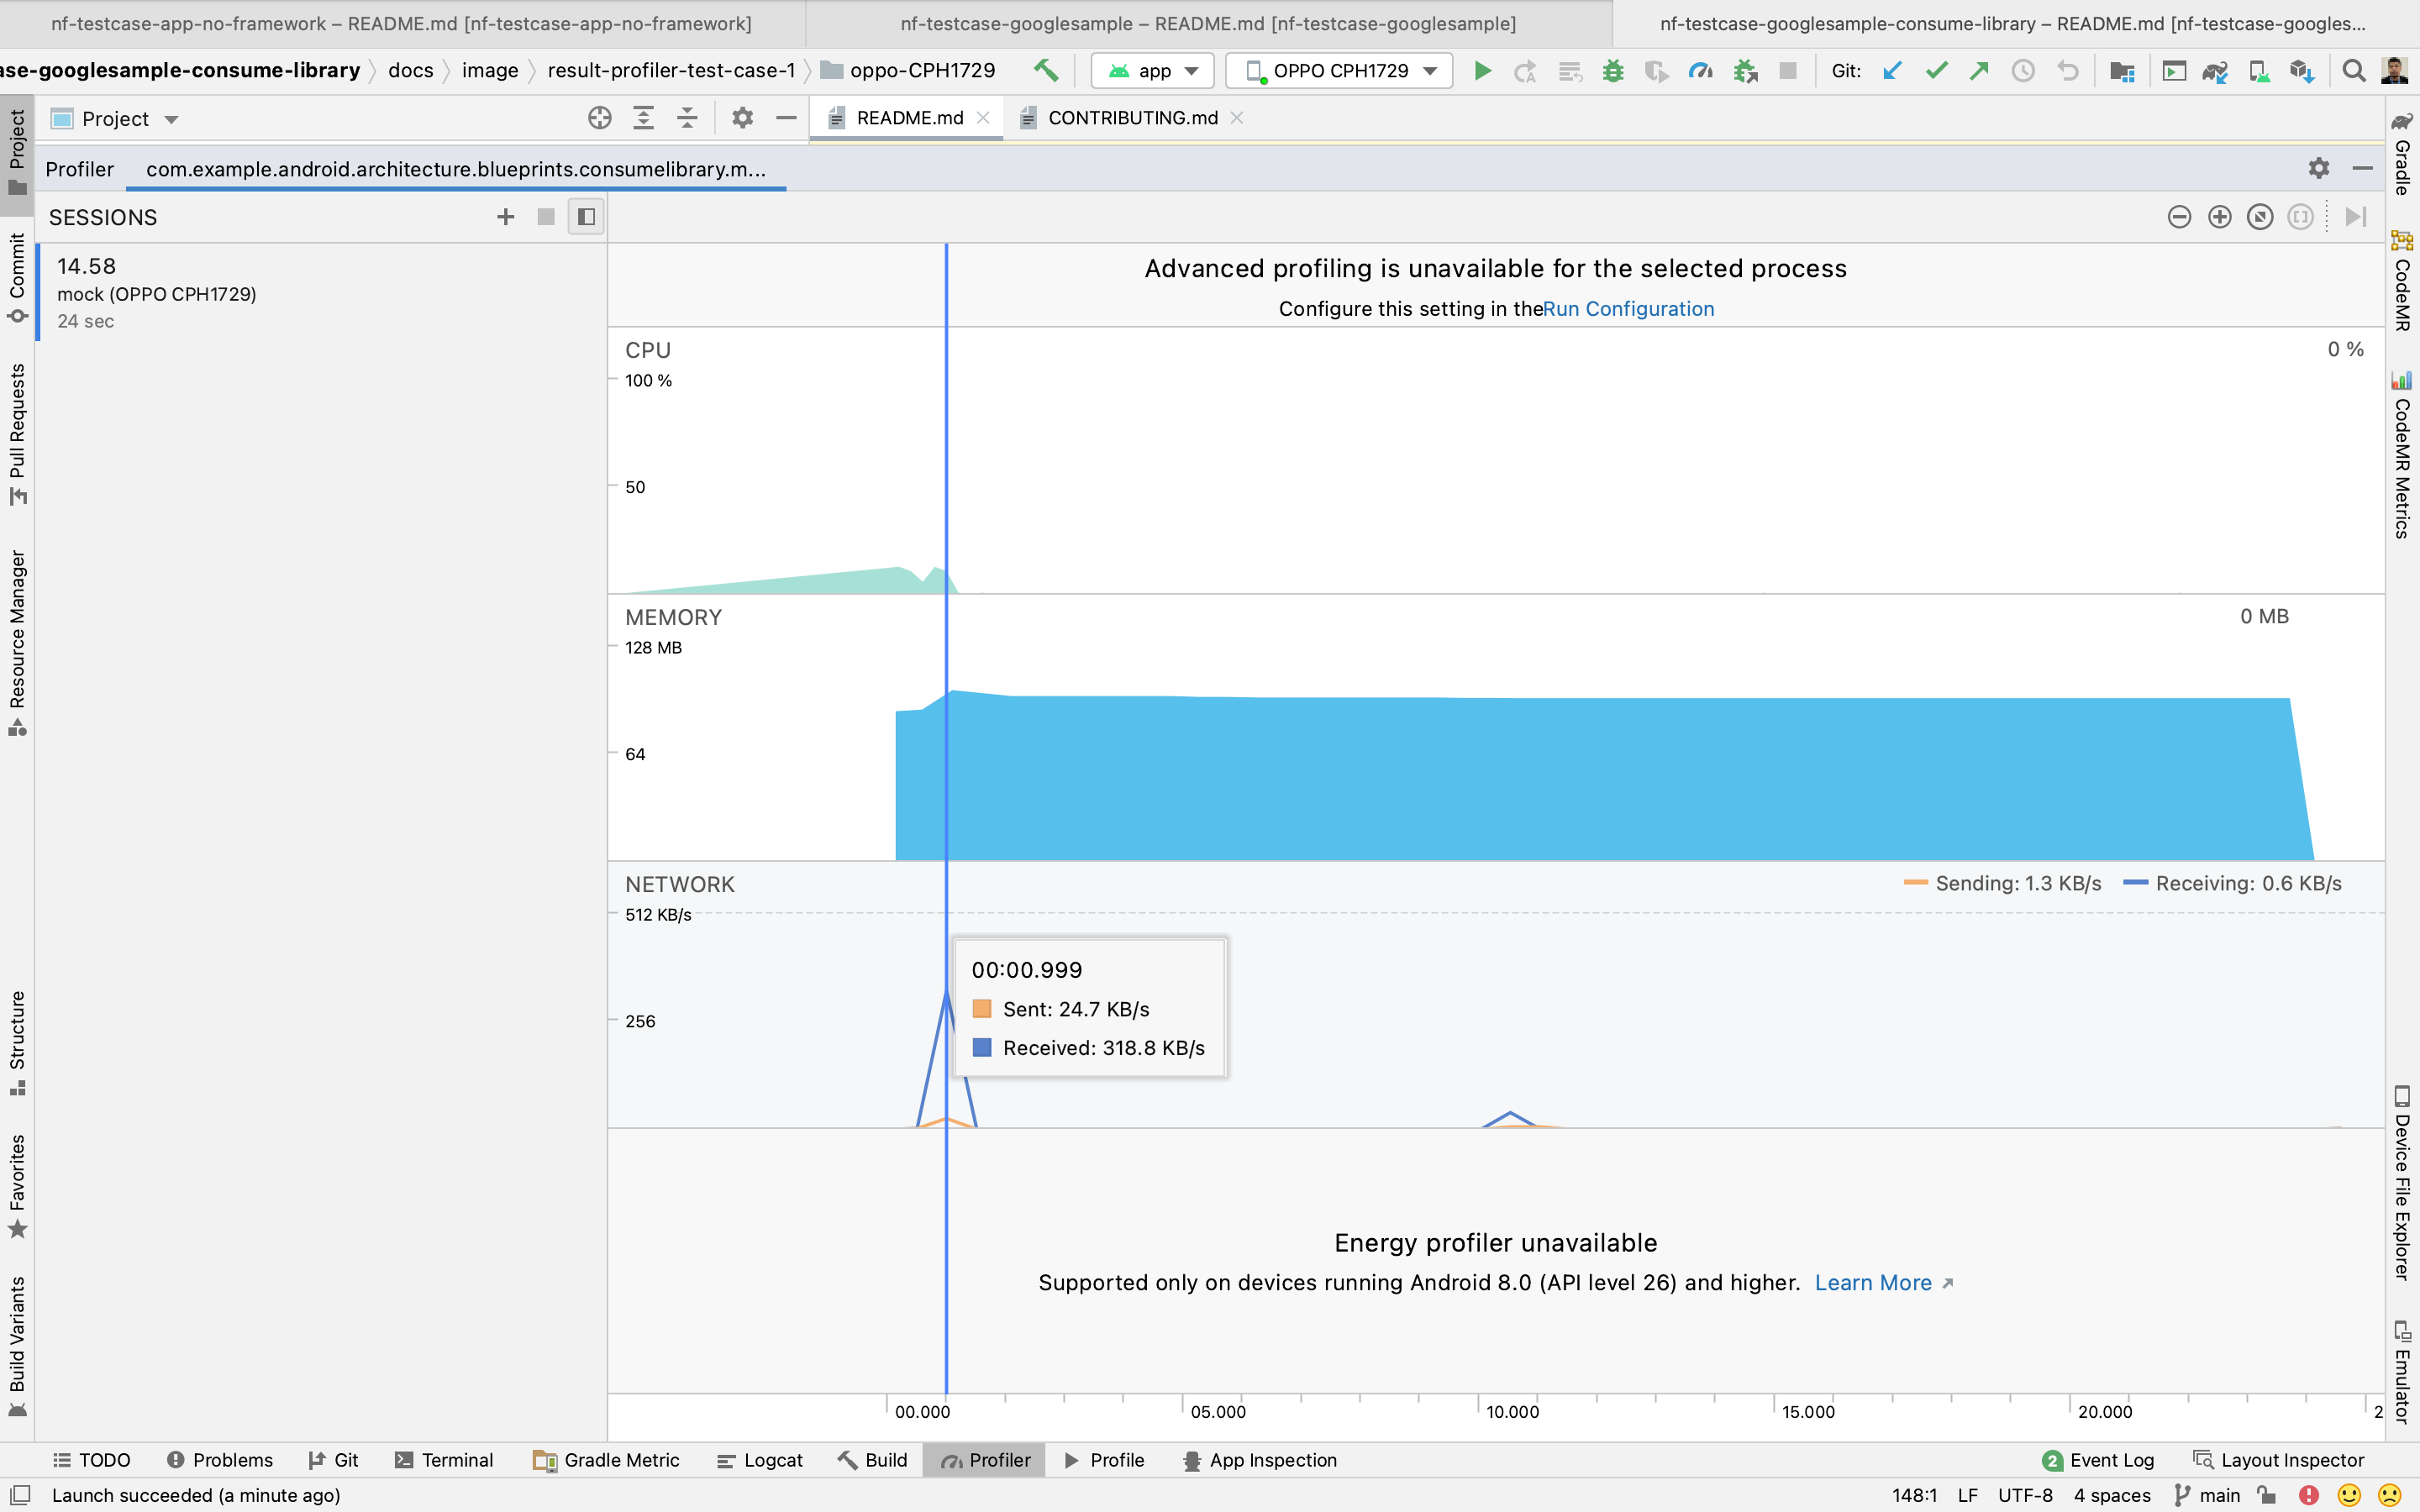 nf-testcase-app-no-framework – README.md [nf-testcase-app-no-framework]
nf-testcase-googlesample – README.md [nf-testcase-googlesample]
nf-testcase-googlesample-consume-library – README.md [nf-testcase-googles...
ase-googlesample-consume-library
docs
image
result-profiler-test-case-1
oppo-CPH1729
app
OPPO CPH1729
Git:
Project
README.md
CONTRIBUTING.md
Profiler
com.example.android.architecture.blueprints.consumelibrary.m...
SESSIONS
14.58
mock (OPPO CPH1729)
24 sec
Advanced profiling is unavailable for the selected process
Configure this setting in theRun Configuration
CPU
0 %
100 %
50
MEMORY
0 MB
128 MB
64
NETWORK
Sending: 1.3 KB/s
Receiving: 0.6 KB/s
512 KB/s
256
00:00.999
Sent: 24.7 KB/s
Received: 318.8 KB/s
Energy profiler unavailable
Supported only on devices running Android 8.0 (API level 26) and higher. Learn More
00.000
05.000
10.000
15.000
20.000
2
Project
Commit
Pull Requests
Resource Manager
Structure
Favorites
Build Variants
Gradle
CodeMR
CodeMR Metrics
Device File Explorer
Emulator
TODO
Problems
Git
Terminal
Gradle Metric
Logcat
Build
Profiler
Profile
App Inspection
2 Event Log
Layout Inspector
Launch succeeded (a minute ago)
148:1
LF
UTF-8
4 spaces
main